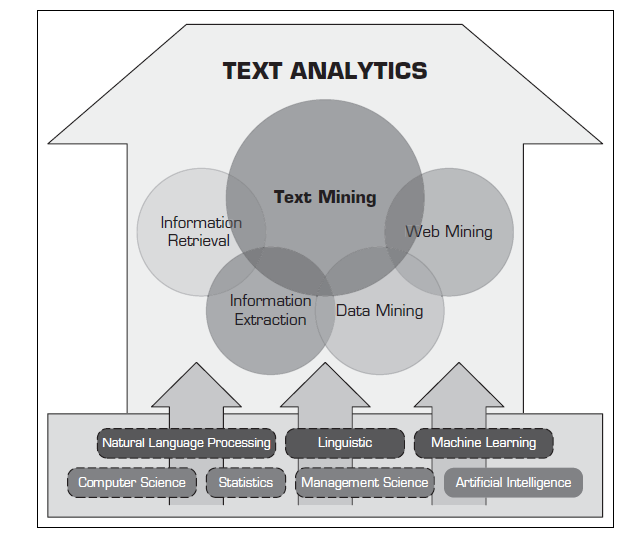 TEXT ANALYTICS
Text Mining
Information
Retrieval
Web Mining
Information
Extraction
Data Mining
Natural Language Processing
Linguistic
Machine Learning
Computer Science
Statistics
Management Science
Artificial Intelligence